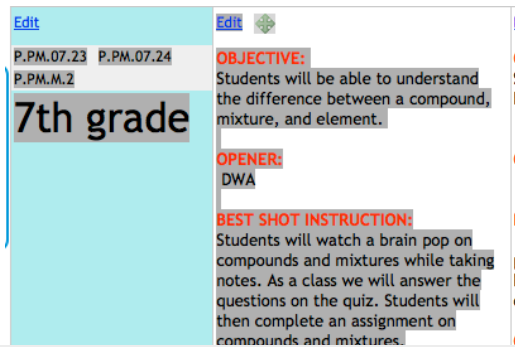 Edit
P.PM.07.23 P.PM.07.24
P.PM.M.2
7th grade
Edit
OBJECTIVE:
Students will be able to understand
the difference between a compound,
mixture, and element.
OPENER:
DWA
BEST SHOT INSTRUCTION:
Students will watch a brain pop on
compounds and mixtures while taking
notes. As a class we will answer the
questions on the quiz. Students will
then complete an assignment on
compounds and mixtures.